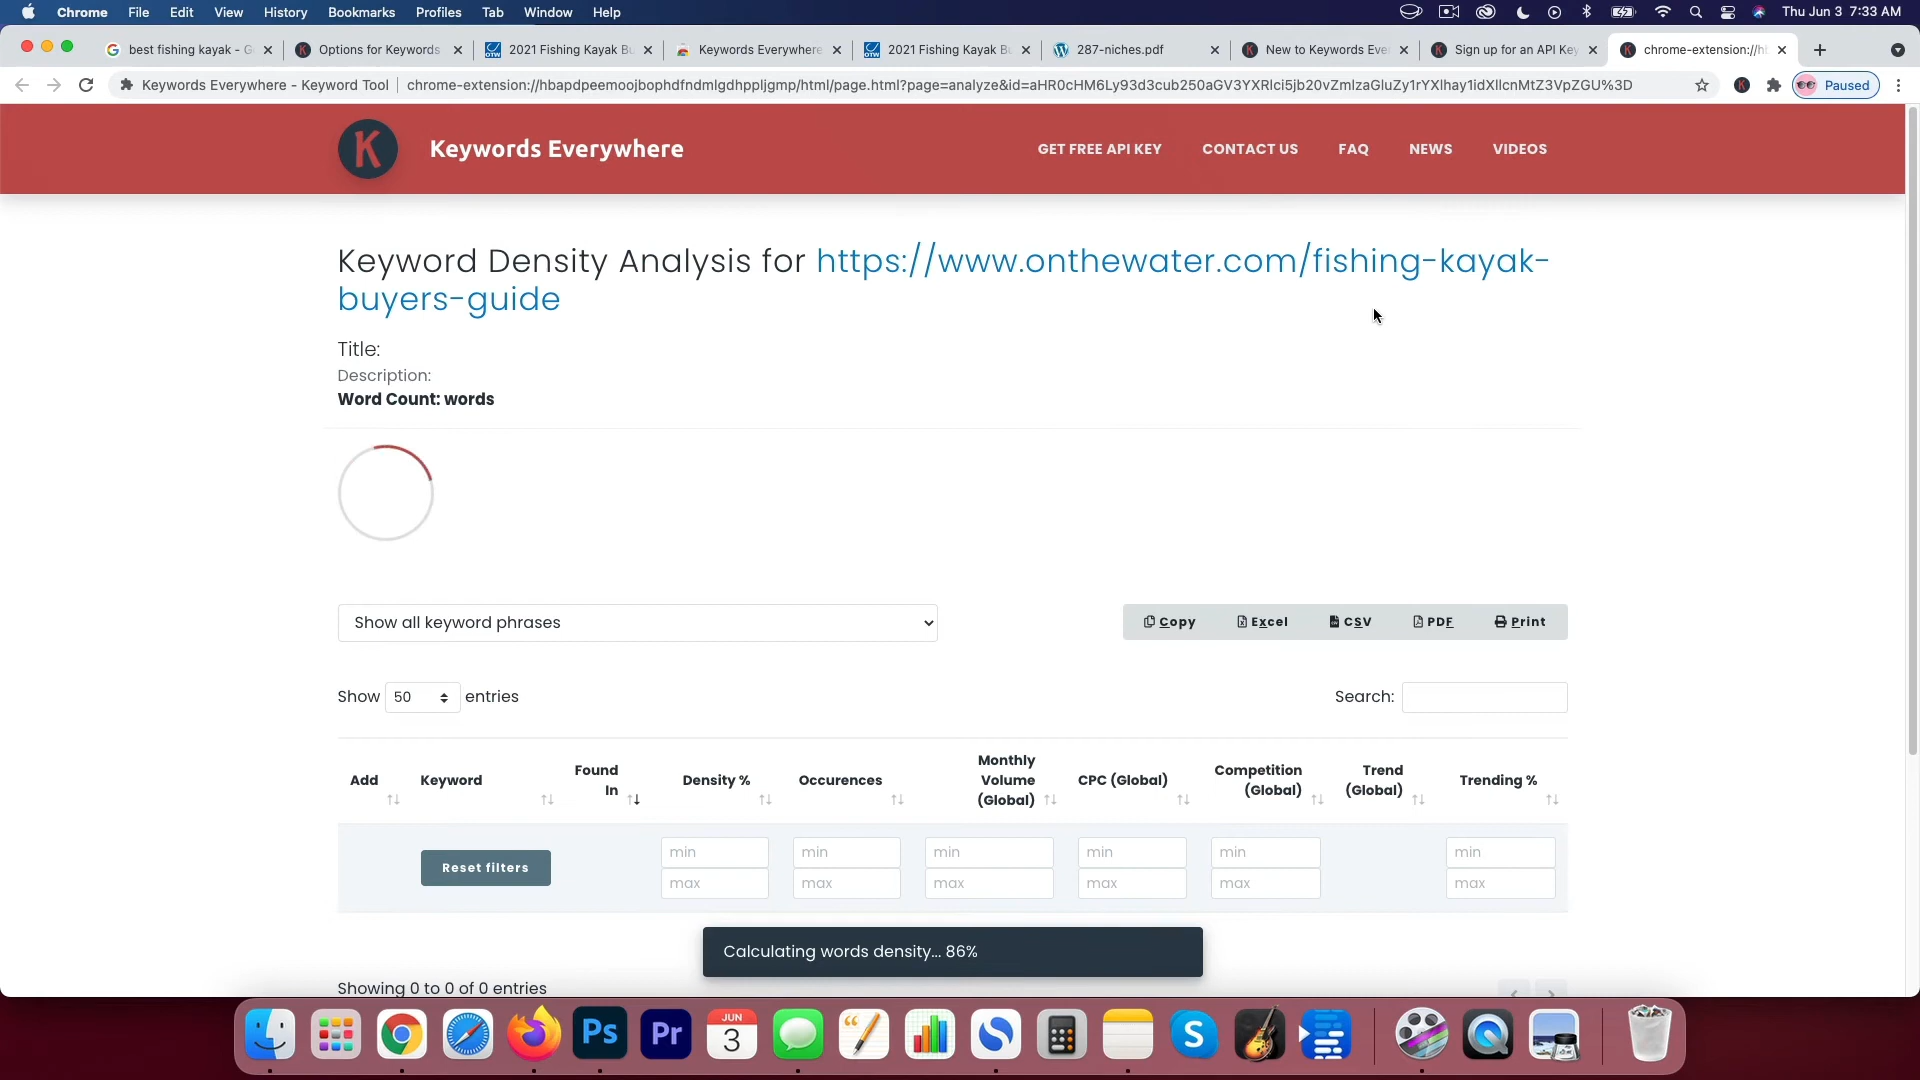 Chrome File Edit View History Bookmarks Profiles Tab Window Help Thu Jun 3 7:33 AM
best fishing kayak - G Options for Keywords 2021 Fishing Kayak Bu Keywords Everywhere 2021 Fishing Kayak Bu 287-niches.pdf New to Keywords Ever Sign up for an API Key chrome-extension://hb
Keywords Everywhere - Keyword Tool chrome-extension://hbapdpeemoojbophdfndmlgdhppljgmp/html/page.html?page=analyze&id=aHR0cHM6Ly93d3cub250aGV3YXRlci5jb20vZmlzaGluZy1rYXlhay1idXllcnMtZ3VpZGU%3D Paused
K Keywords Everywhere GET FREE API KEY CONTACT US FAQ NEWS VIDEOS
Keyword Density Analysis for https://www.onthewater.com/fishing-kayak-
buyers-guide
Title:
Description:
Word Count: words
Show all keyword phrases Copy Excel CSV PDF Print
Show 50 entries Search:
Add Keyword Found In Density % Occurences Monthly Volume (Global) CPC (Global) Competition (Global) Trend (Global) Trending %
min min min min min min
Reset filters
max max max max max max
Calculating words density... 86%
Showing 0 to 0 of 0 entries
Ps Pr JUN 3 S